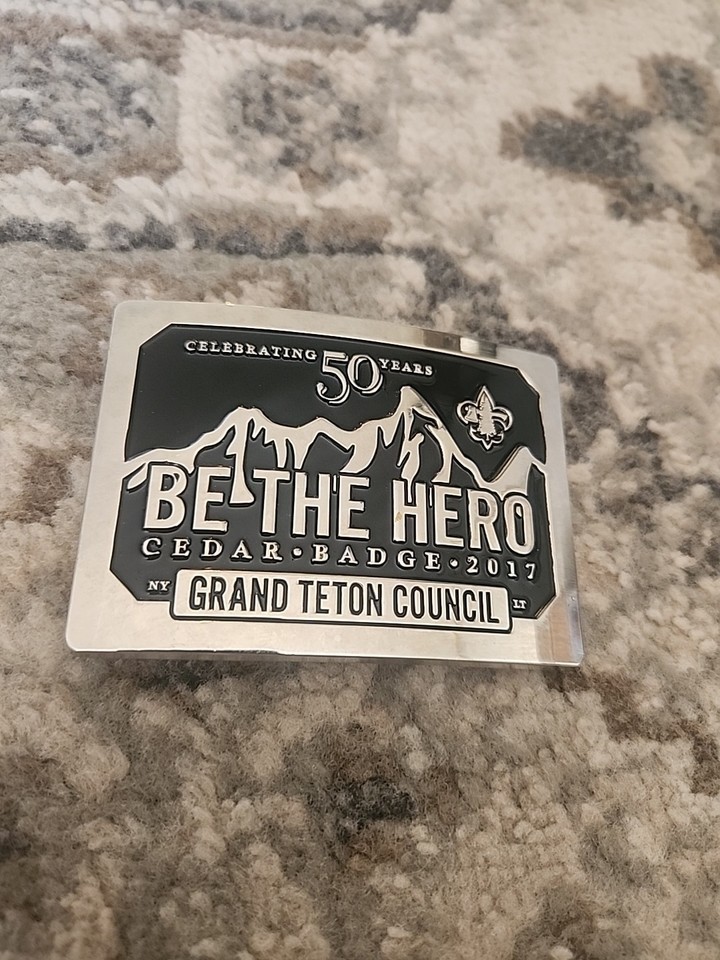 CELEBRATING 50 YEARS
BE THE HERO
CEDAR • BADGE • 2017
NY GRAND TETON COUNCIL LT